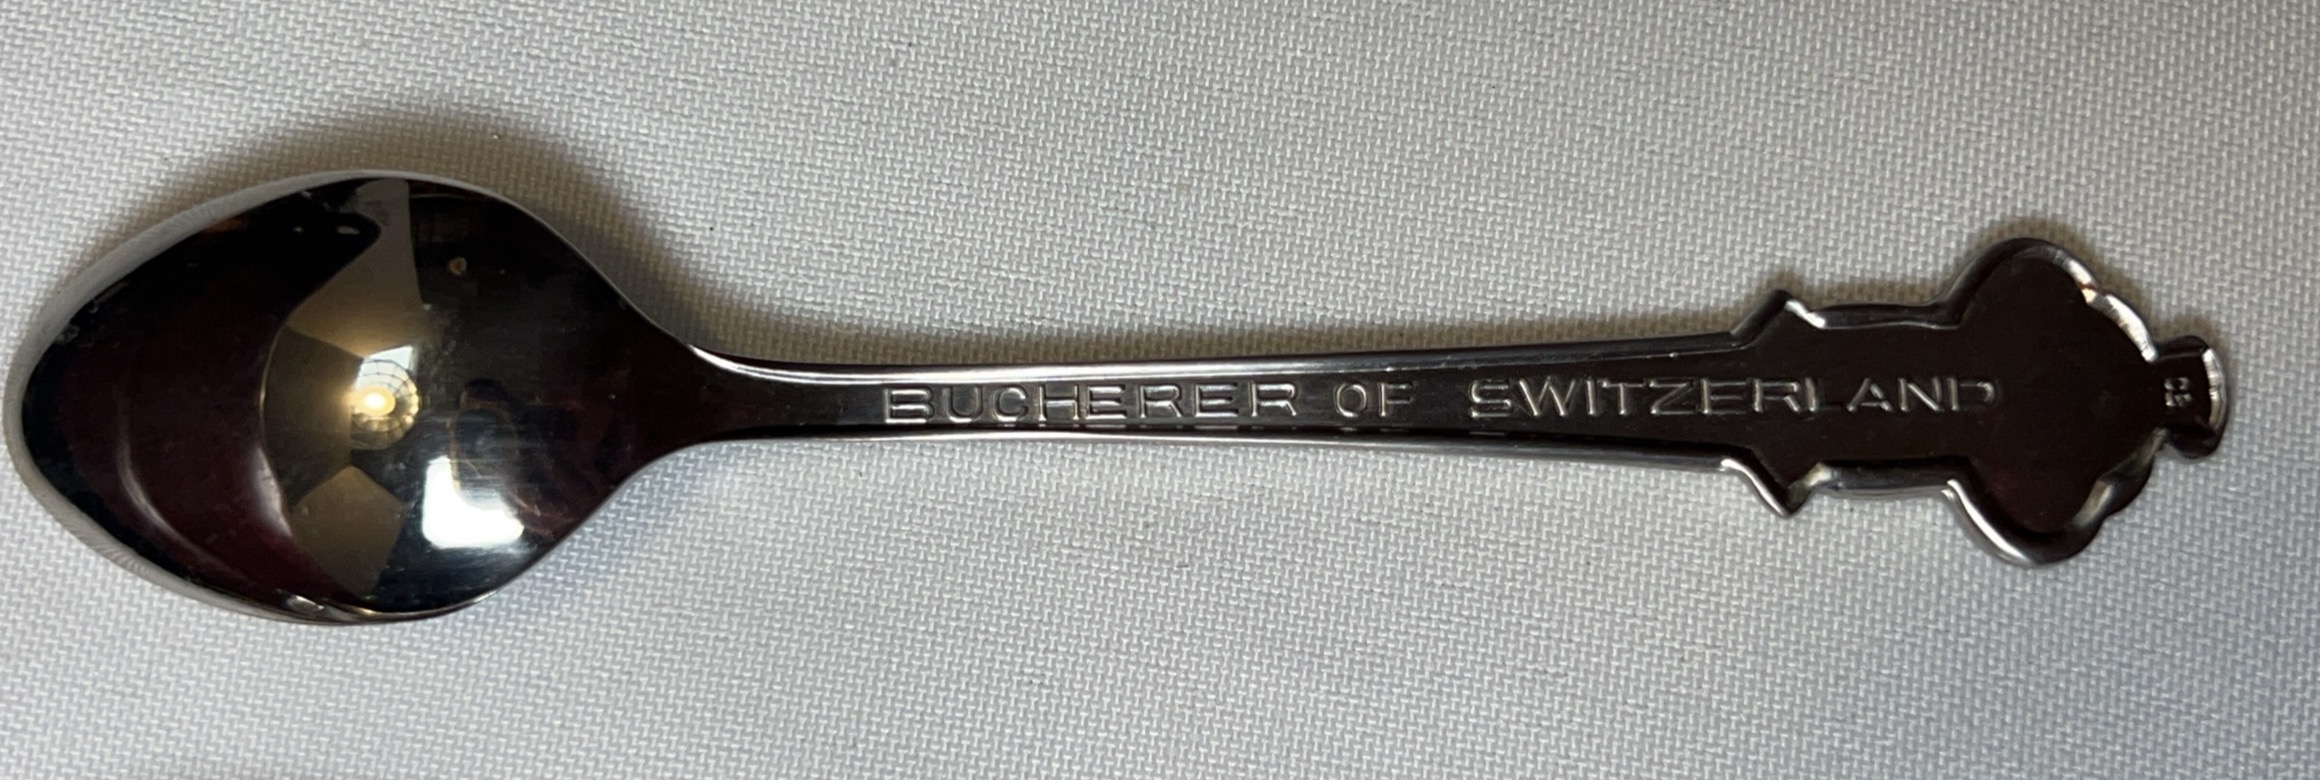 BUCHERER OF SWITZERLAND